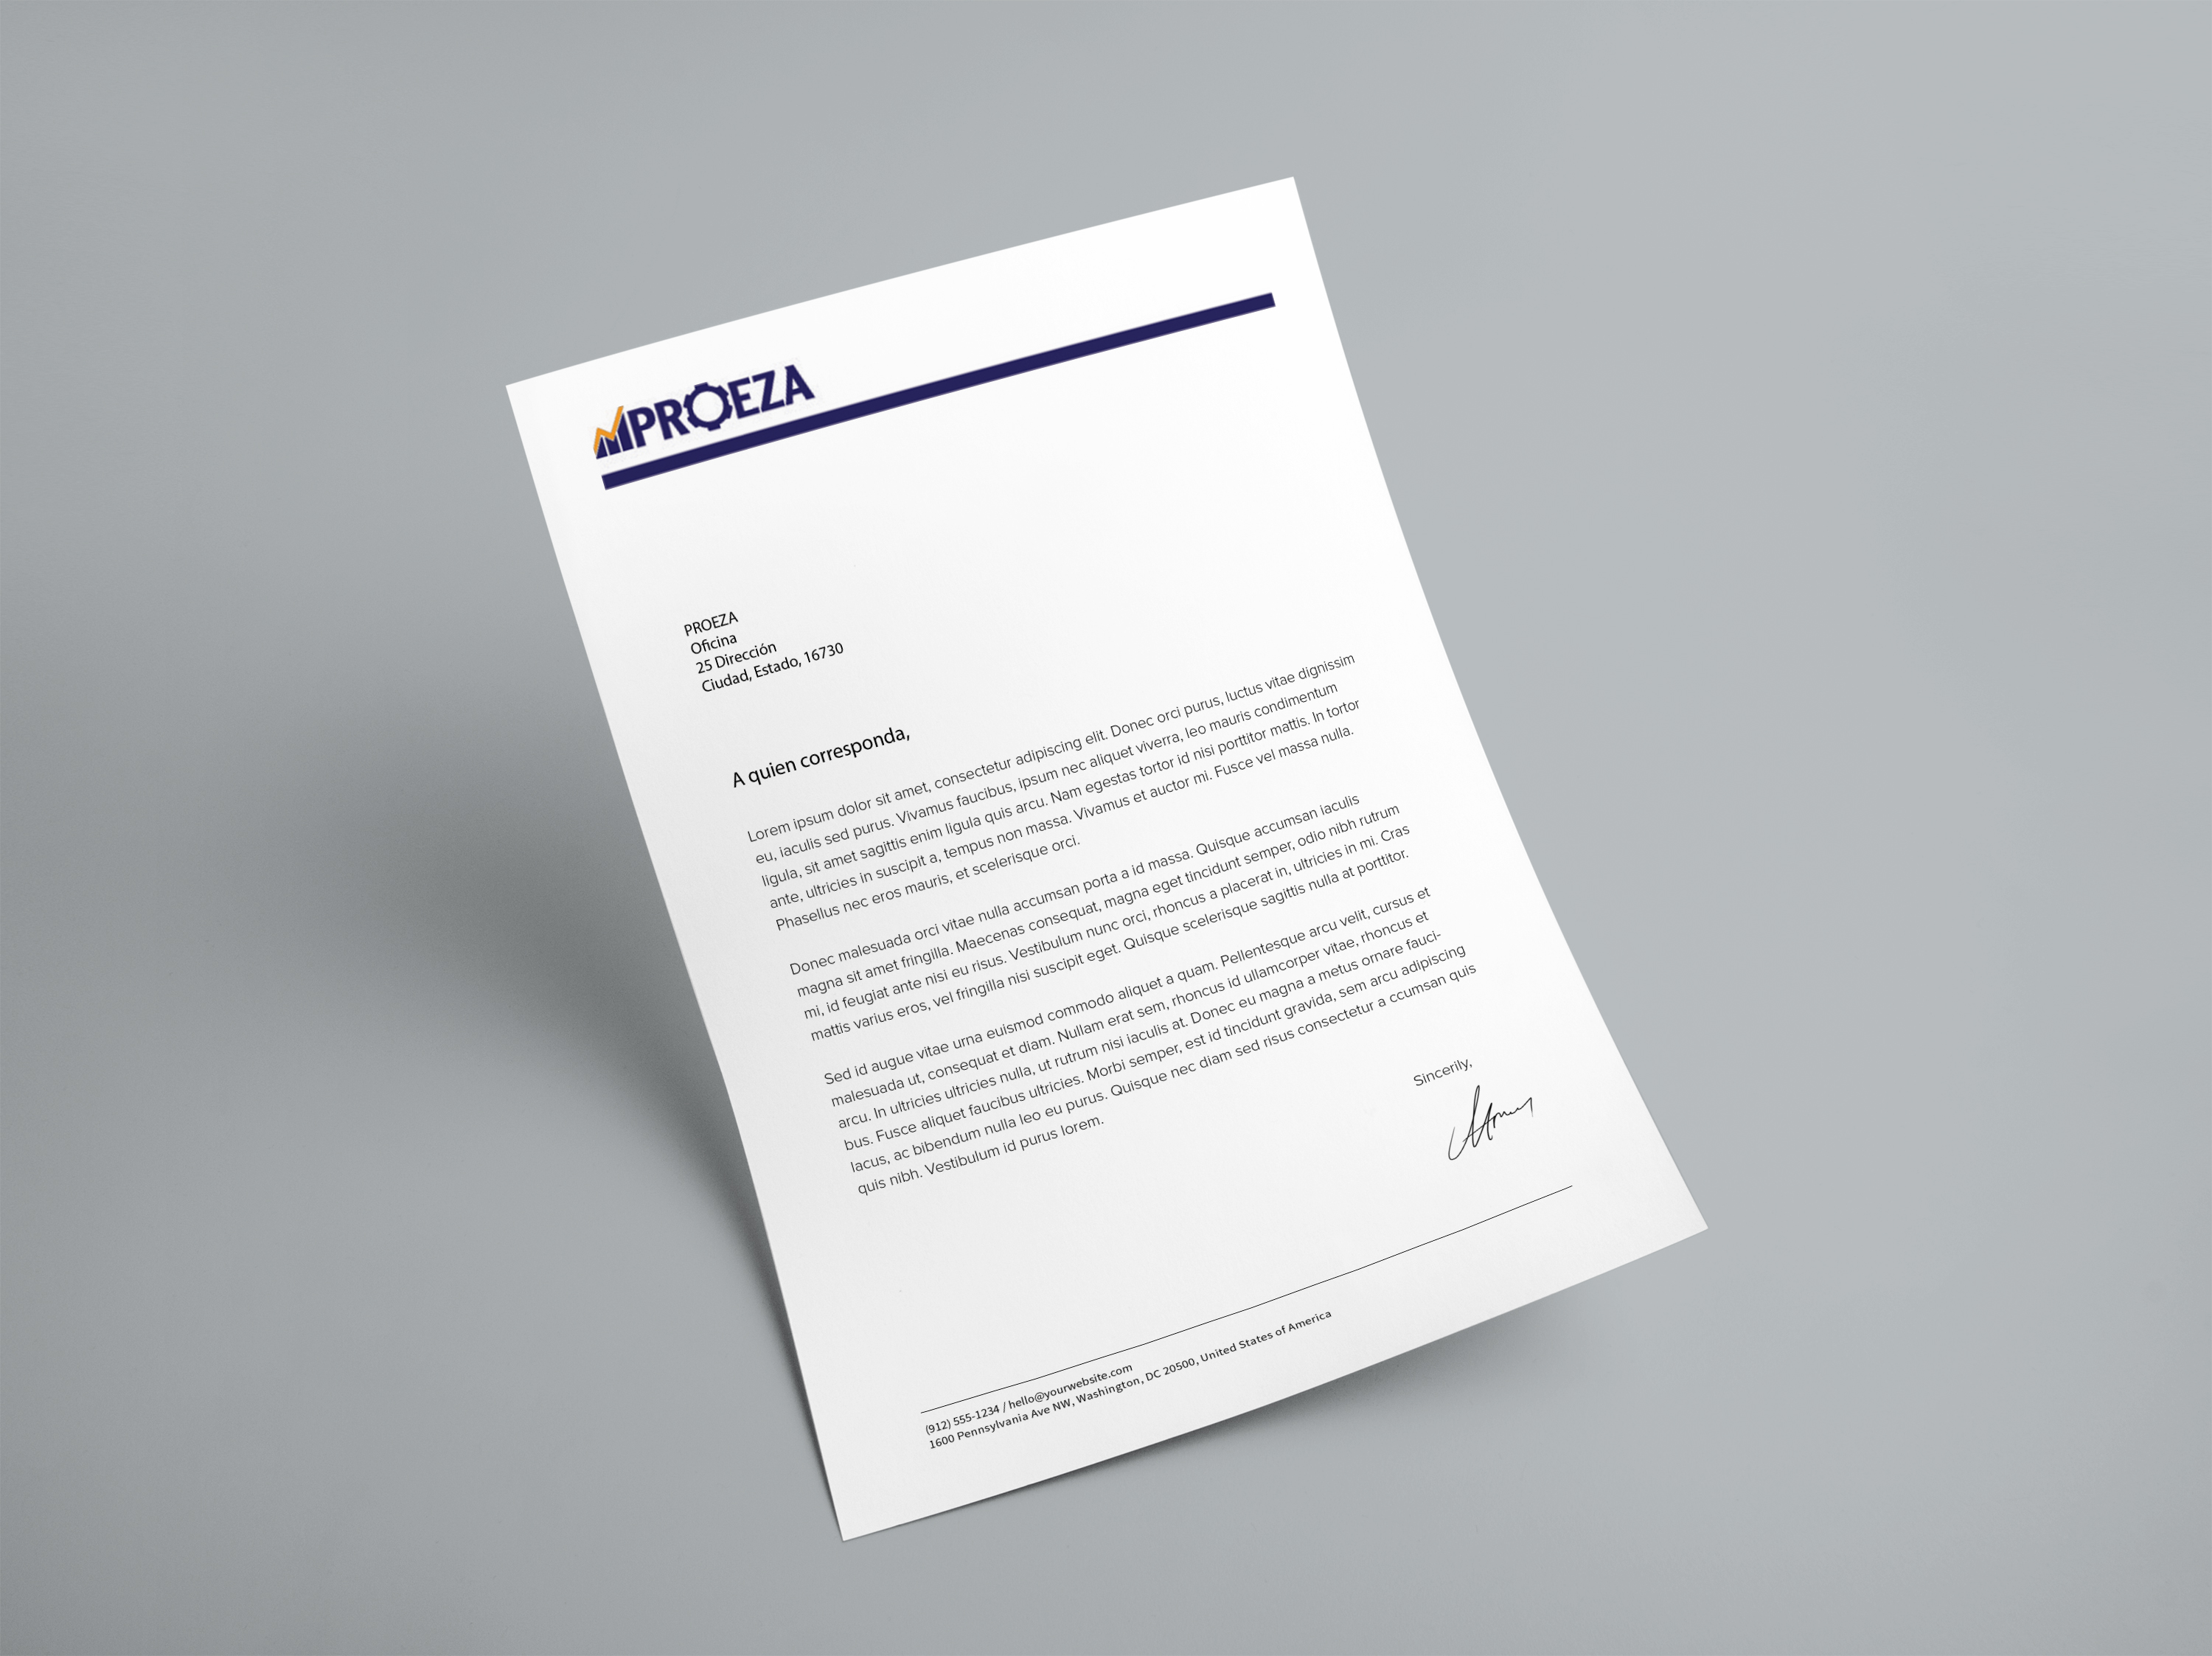 PROEZA
PROEZA
Oficina
25 Dirección
Ciudad, Estado, 16730
A quien corresponda,
Lorem ipsum dolor sit amet, consectetur adipiscing elit. Donec orci purus, luctus vitae dignissim
eu, iaculis sed purus. Vivamus faucibus, ipsum nec aliquet viverra, leo mauris condimentum
ligula, sit amet sagittis enim ligula quis arcu. Nam egestas tortor id nisi porttitor mattis. In tortor
ante, ultricies in suscipit a, tempus non massa. Vivamus et auctor mi. Fusce vel massa nulla.
Phasellus nec eros mauris, et scelerisque orci.
Donec malesuada orci vitae nulla accumsan porta a id massa. Quisque accumsan iaculis
magna sit amet fringilla. Maecenas consequat, magna eget tincidunt semper, odio nibh rutrum
mi, id feugiat ante nisi eu risus. Vestibulum nunc orci, rhoncus a placerat in, ultricies in mi. Cras
mattis varius eros, vel fringilla nisi suscipit eget. Quisque scelerisque sagittis nulla at porttitor.
Sed id augue vitae urna euismod commodo aliquet a quam. Pellentesque arcu velit, cursus et
malesuada ut, consequat et diam. Nullam erat sem, rhoncus id ullamcorper vitae, rhoncus et
arcu. In ultricies ultricies nulla, ut rutrum nisi iaculis at. Donec eu magna a metus ornare fauci-
bus. Fusce aliquet faucibus ultricies. Morbi semper, est id tincidunt gravida, sem arcu adipiscing
lacus, ac bibendum nulla leo eu purus. Quisque nec diam sed risus consectetur a ccumsan quis
quis nibh. Vestibulum id purus lorem.
Sincerily,
(912) 555-1234 / hello@yourwebsite.com
1600 Pennsylvania Ave NW, Washington, DC 20500, United States of America